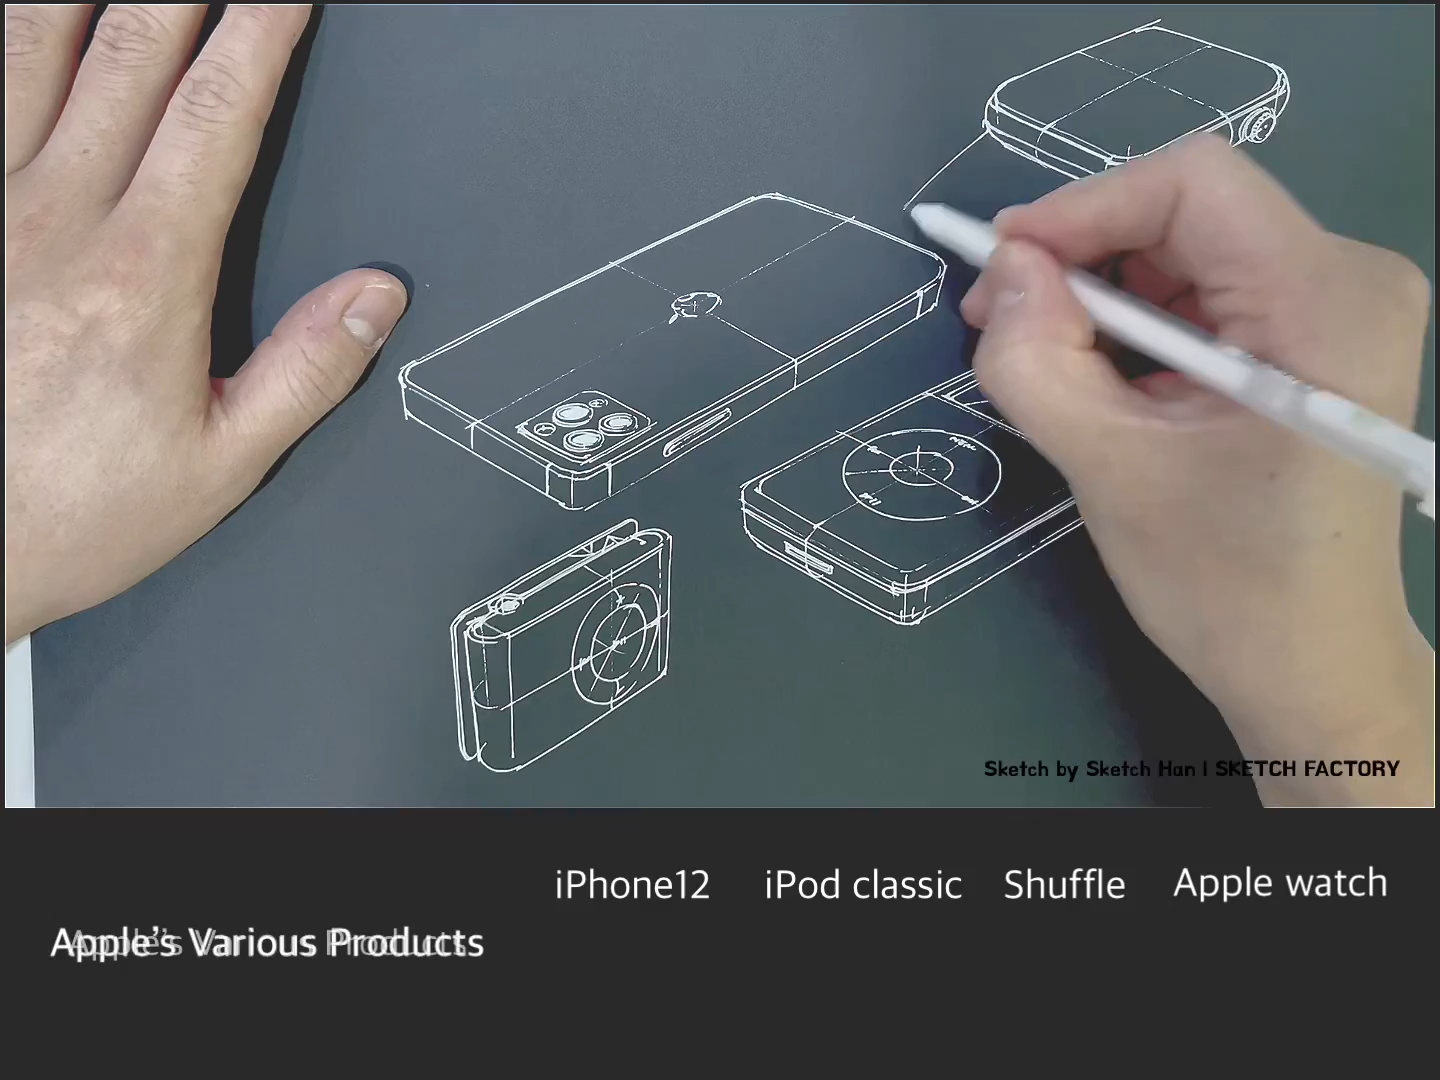 Sketch by Sketch Han | SKETCH FACTORY
iPhone12 iPod classic Shuffle Apple watch
Apple's Various Products